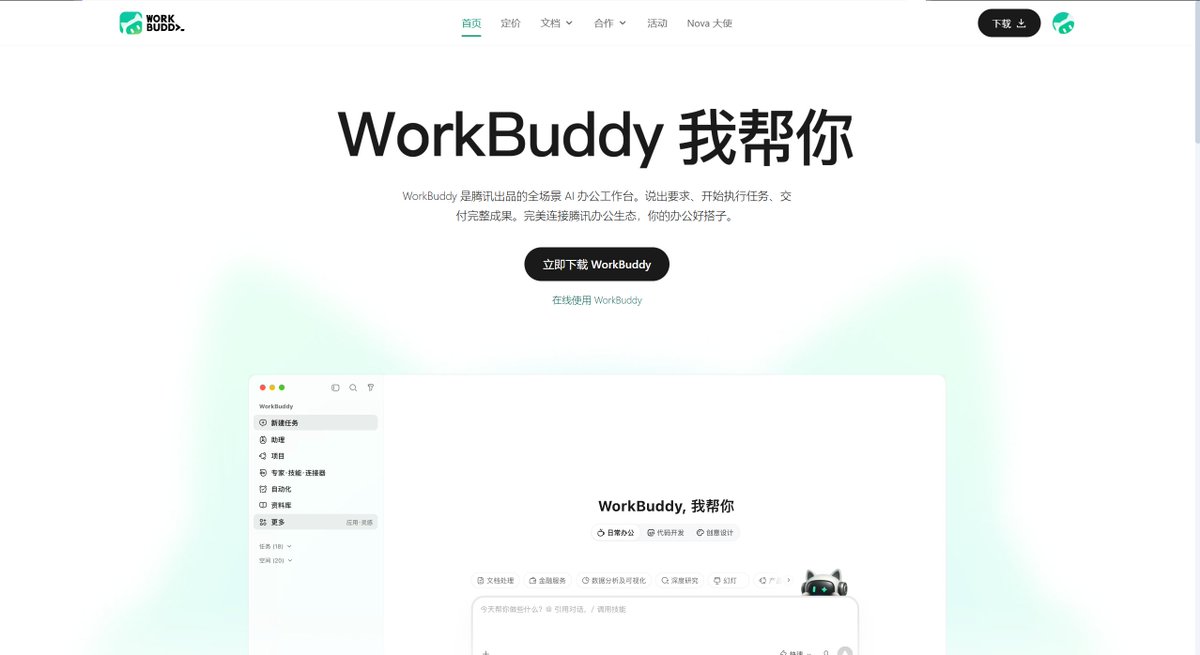 WORK
BUDD>_
首页 定价 文档 合作 活动 Nova 大使
下载
WorkBuddy 我帮你
WorkBuddy 是腾讯出品的全场景 AI 办公工作台。说出要求、开始执行任务、交
付完整成果。完美连接腾讯办公生态，你的办公好搭子。
立即下载 WorkBuddy
在线使用 WorkBuddy
WorkBuddy
新建任务
助理
项目
专家·技能·连接器
自动化
资料库
更多 应用·灵感
任务 (18)
空间 (20)
WorkBuddy, 我帮你
日常办公 代码开发 创意设计
文档处理 金融服务 数据分析及可视化 深度研究 幻灯
今天帮你做些什么？@ 引用对话，/ 调用技能